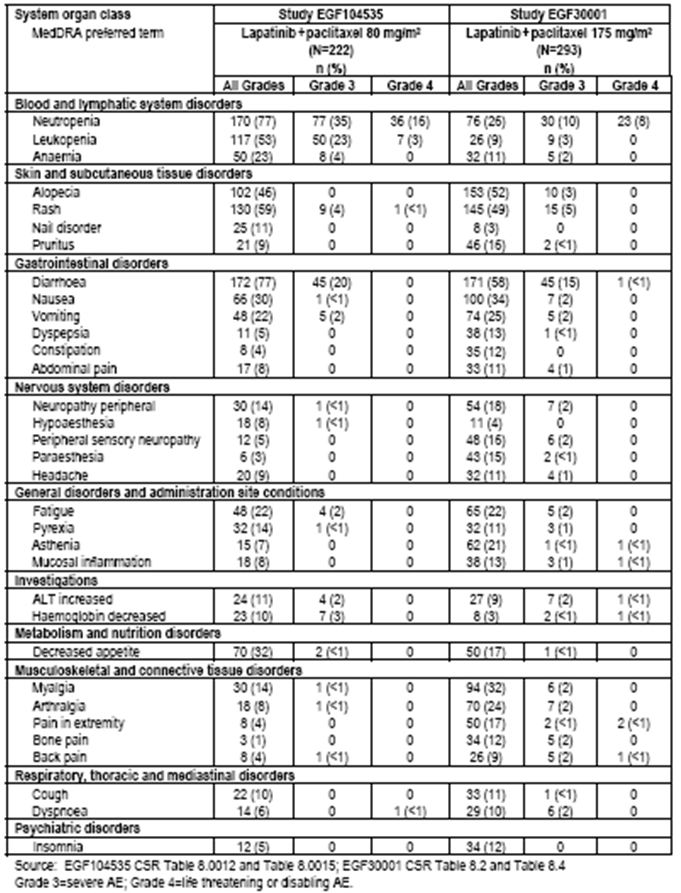 System organ class Study EGF104535 Study EGF30001
MedDRA preferred term Lapatinib+paclitaxel 80 mg/m² Lapatinib+paclitaxel 175 mg/m²
(N=222) (N=293)
n (%) n (%)
All Grades Grade 3 Grade 4 All Grades Grade 3 Grade 4
Blood and lymphatic system disorders
Neutropenia 170 (77) 77 (35) 36 (16) 76 (26) 30 (10) 23 (8)
Leukopenia 117 (53) 50 (23) 7 (3) 26 (9) 9 (3) 0
Anaemia 50 (23) 8 (4) 0 32 (11) 5 (2) 0
Skin and subcutaneous tissue disorders
Alopecia 102 (46) 0 0 153 (52) 10 (3) 0
Rash 130 (59) 9 (4) 1 (<1) 145 (49) 15 (5) 0
Nail disorder 25 (11) 0 0 8 (3) 0 0
Pruritus 21 (9) 0 0 46 (16) 2 (<1) 0
Gastrointestinal disorders
Diarrhoea 172 (77) 45 (20) 0 171 (58) 45 (15) 1 (<1)
Nausea 66 (30) 1 (<1) 0 100 (34) 7 (2) 0
Vomiting 48 (22) 5 (2) 0 74 (25) 5 (2) 0
Dyspepsia 11 (5) 0 0 38 (13) 1 (<1) 0
Constipation 8 (4) 0 0 35 (12) 0 0
Abdominal pain 17 (8) 0 0 33 (11) 4 (1) 0
Nervous system disorders
Neuropathy peripheral 30 (14) 1 (<1) 0 54 (18) 7 (2) 0
Hypoaesthesia 18 (8) 1 (<1) 0 11 (4) 0 0
Peripheral sensory neuropathy 12 (5) 0 0 48 (16) 6 (2) 0
Paraesthesia 6 (3) 0 0 43 (15) 2 (<1) 0
Headache 20 (9) 0 0 32 (11) 4 (1) 0
General disorders and administration site conditions
Fatigue 48 (22) 4 (2) 0 65 (22) 5 (2) 0
Pyrexia 32 (14) 1 (<1) 0 32 (11) 3 (1) 0
Asthenia 15 (7) 0 0 62 (21) 1 (<1) 1 (<1)
Mucosal inflammation 18 (8) 0 0 38 (13) 3 (1) 1 (<1)
Investigations
ALT increased 24 (11) 4 (2) 0 27 (9) 7 (2) 1 (<1)
Haemoglobin decreased 23 (10) 7 (3) 0 8 (3) 2 (<1) 1 (<1)
Metabolism and nutrition disorders
Decreased appetite 70 (32) 2 (<1) 0 50 (17) 1 (<1) 0
Musculoskeletal and connective tissue disorders
Myalgia 30 (14) 1 (<1) 0 94 (32) 6 (2) 0
Arthralgia 18 (8) 1 (<1) 0 70 (24) 7 (2) 0
Pain in extremity 8 (4) 0 0 50 (17) 2 (<1) 2 (<1)
Bone pain 3 (1) 0 0 34 (12) 5 (2) 0
Back pain 8 (4) 1 (<1) 0 26 (9) 5 (2) 1 (<1)
Respiratory, thoracic and mediastinal disorders
Cough 22 (10) 0 0 33 (11) 1 (<1) 0
Dyspnoea 14 (6) 0 1 (<1) 29 (10) 6 (2) 0
Psychiatric disorders
Insomnia 12 (5) 0 0 34 (12) 0 0
Source: EGF104535 CSR Table 8.0012 and Table 8.0015; EGF30001 CSR Table 8.2 and Table 8.4
Grade 3=severe AE; Grade 4=life threatening or disabling AE.